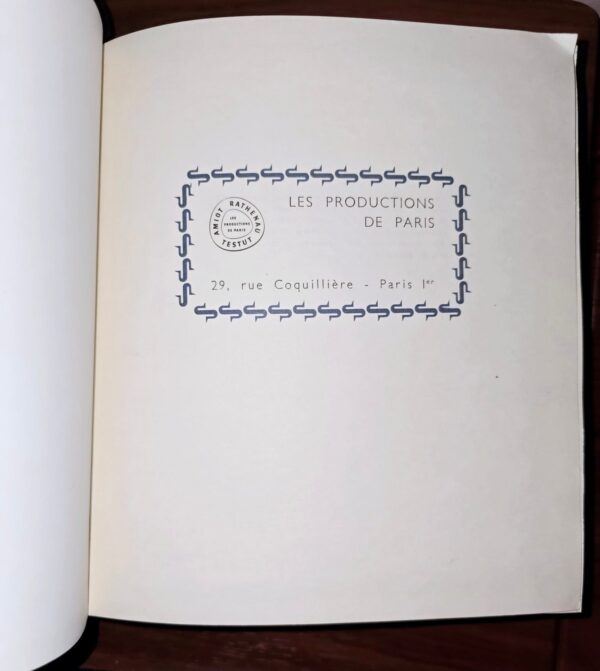 LES PRODUCTIONS
DE PARIS
AMIOT RATHENAU
TESTUT
LES
PRODUCTIONS
DE PARIS
29, rue Coquillière - Paris Ier